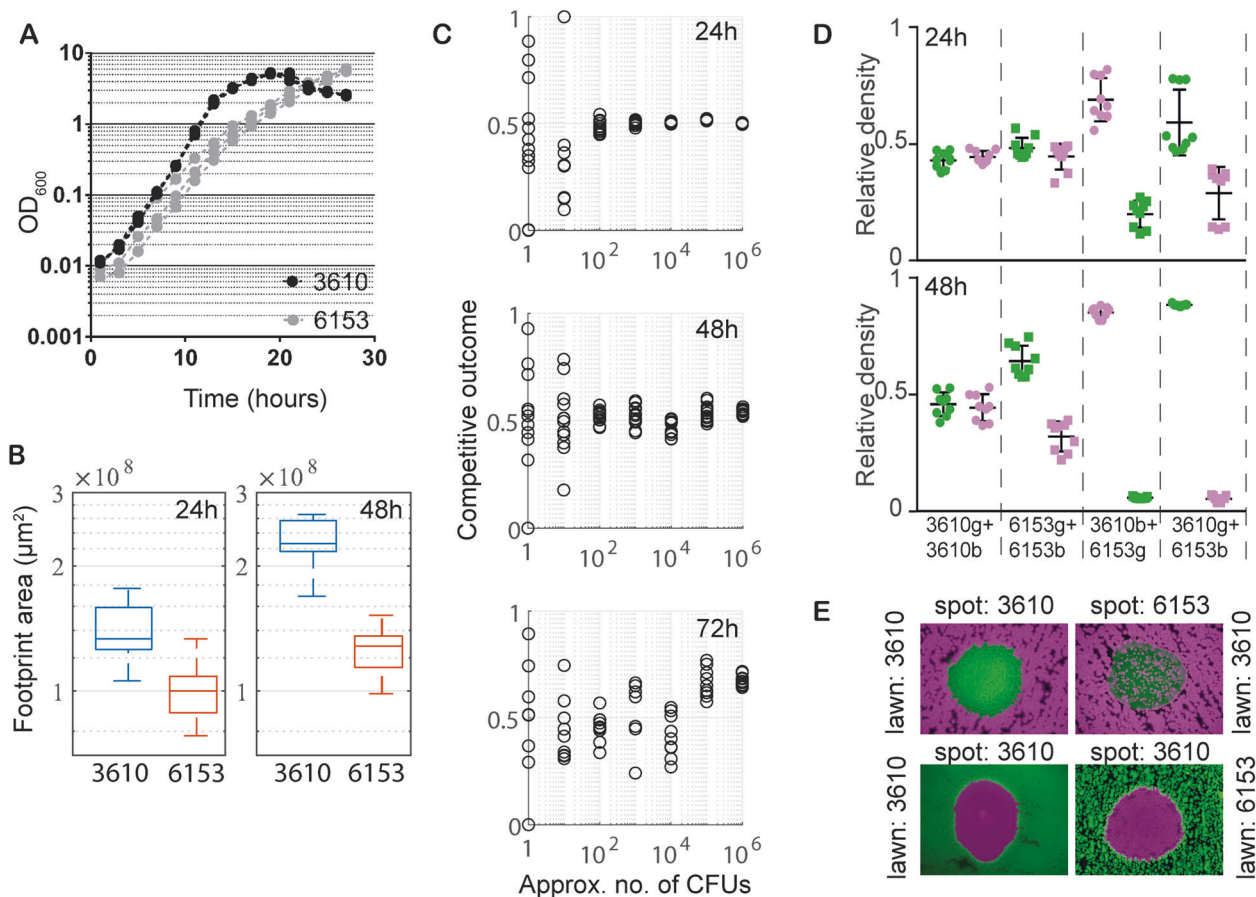 A
10
1
0.1
0.01
0.001
OD600
3610
6153
0
10
20
30
Time (hours)
B
×10^8
×10^8
3
2
1
3
2
1
24h
48h
Footprint area (µm²)
3610
6153
3610
6153
C
1
0.5
0
24h
1
10^2
10^4
10^6
1
0.5
0
48h
1
10^2
10^4
10^6
Competitive outcome
1
0.5
0
72h
1
10^2
10^4
10^6
Approx. no. of CFUs
D
24h
1
0.5
0
Relative density
48h
1
0.5
0
Relative density
3610g+
3610b
6153g+
6153b
3610b+
6153g
3610g+
6153b
E
spot: 3610
spot: 6153
lawn: 3610
lawn: 3610
spot: 3610
spot: 3610
lawn: 3610
lawn: 6153